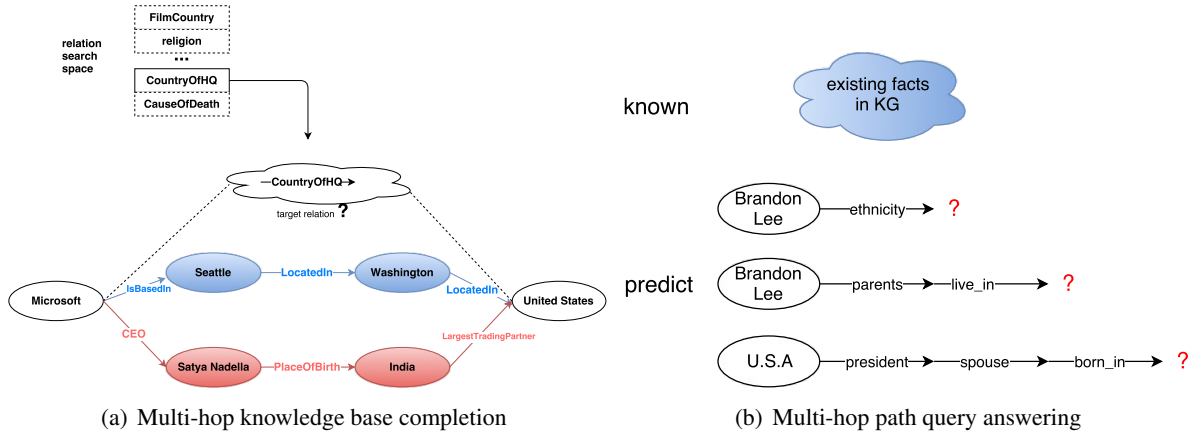 FilmCountry
relation
search
space
religion
...
CountryOfHQ
CauseOfDeath
CountryOfHQ
target relation ?
Seattle
LocatedIn
Washington
IsBasedIn
LocatedIn
Microsoft
United States
CEO
LargestTradingPartner
Satya Nadella
PlaceOfBirth
India
(a) Multi-hop knowledge base completion
known
existing facts
in KG
Brandon
Lee
ethnicity
?
predict
Brandon
Lee
parents
live_in
?
U.S.A
president
spouse
born_in
?
(b) Multi-hop path query answering